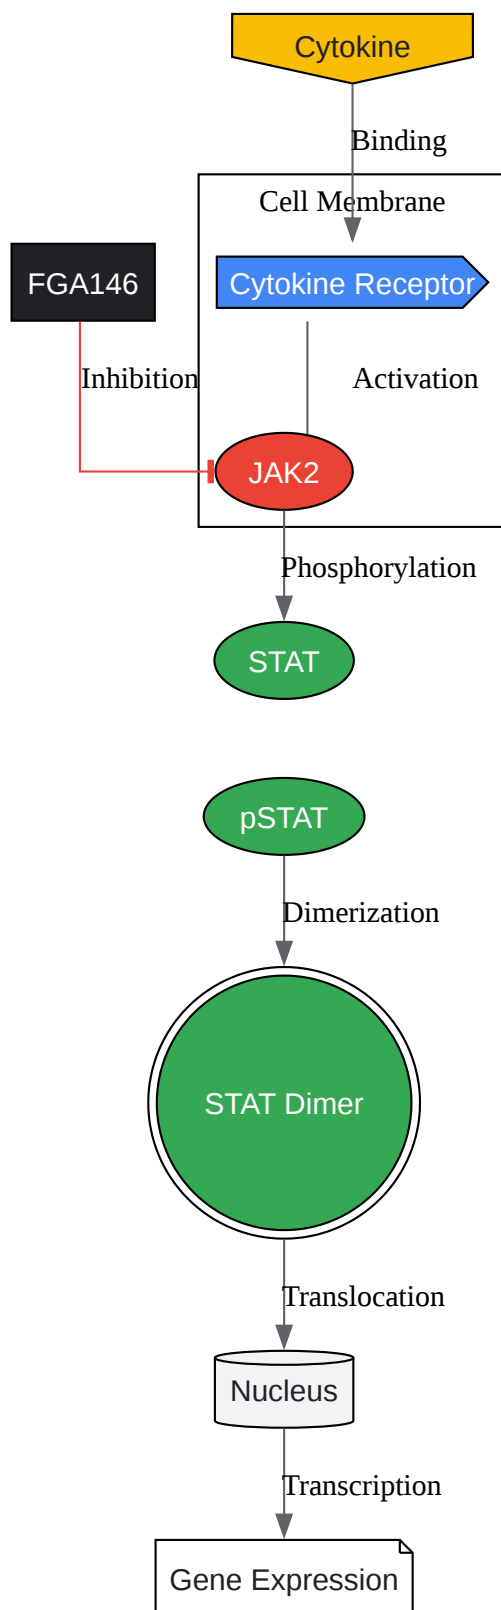 Cytokine
Binding
Cell Membrane
FGA146
Cytokine Receptor
Inhibition
Activation
JAK2
Phosphorylation
STAT
pSTAT
Dimerization
STAT Dimer
Translocation
Nucleus
Transcription
Gene Expression